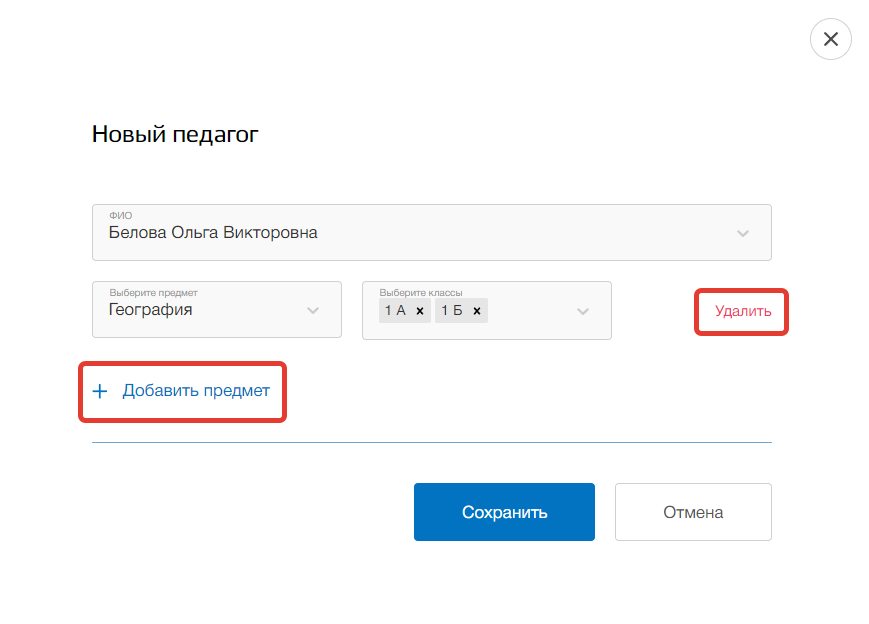 Новый педагог
ФИО
Белова Ольга Викторовна
Выберите предмет
География
Выберите классы
1 А × 1 Б ×
Удалить
+ Добавить предмет
Сохранить
Отмена